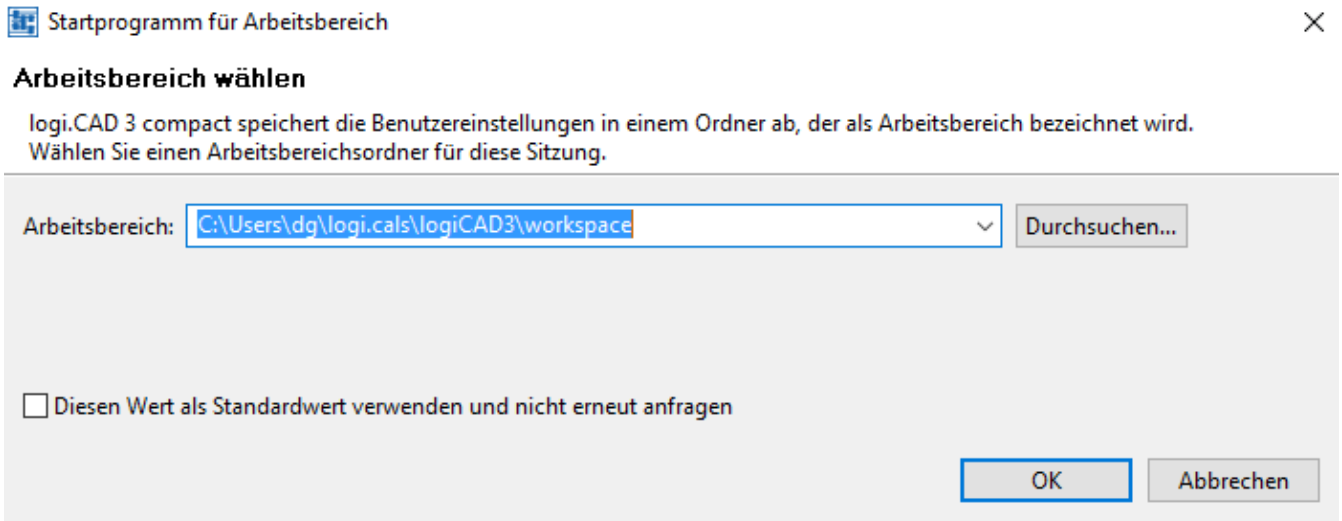 Startprogramm für Arbeitsbereich
Arbeitsbereich wählen
logi.CAD 3 compact speichert die Benutzereinstellungen in einem Ordner ab, der als Arbeitsbereich bezeichnet wird.
Wählen Sie einen Arbeitsbereichsordner für diese Sitzung.
Arbeitsbereich: C:\Users\dg\logi.cals\logiCAD3\workspace Durchsuchen...
Diesen Wert als Standardwert verwenden und nicht erneut anfragen
OK Abbrechen